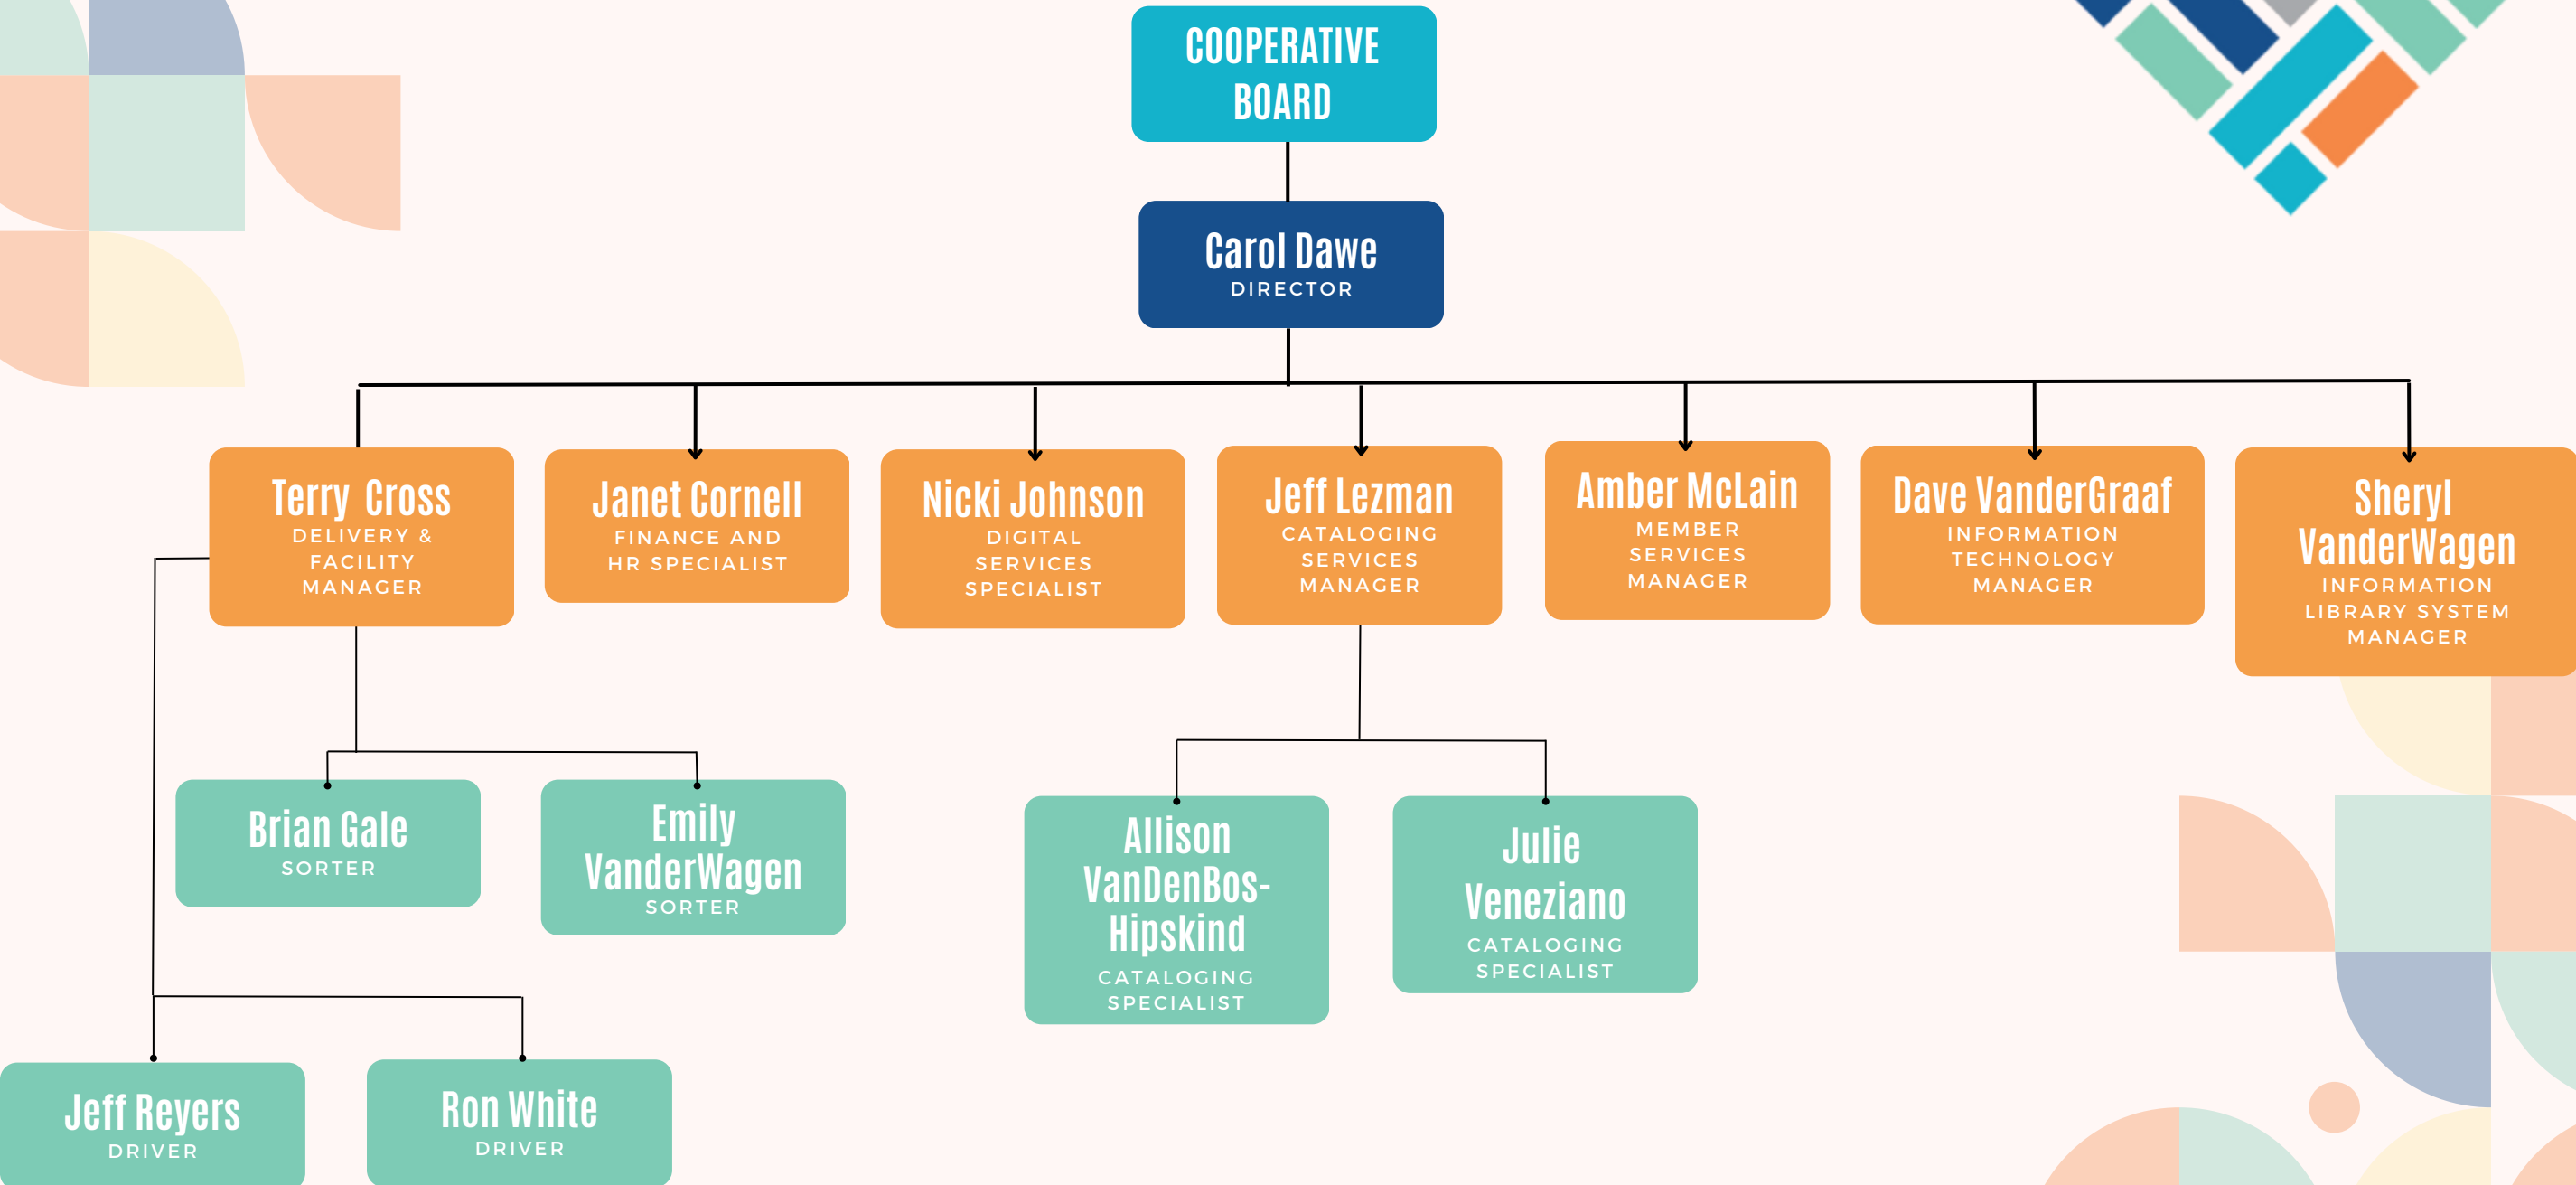 COOPERATIVE
BOARD
Carol Dawe
DIRECTOR
Terry Cross
DELIVERY &
FACILITY
MANAGER
Janet Cornell
FINANCE AND
HR SPECIALIST
Nicki Johnson
DIGITAL
SERVICES
SPECIALIST
Jeff Lezman
CATALOGING
SERVICES
MANAGER
Amber McLain
MEMBER
SERVICES
MANAGER
Dave VanderGraaf
INFORMATION
TECHNOLOGY
MANAGER
Sheryl
VanderWagen
INFORMATION
LIBRARY SYSTEM
MANAGER
Brian Gale
SORTER
Emily
VanderWagen
SORTER
Allison
VanDenBos-
Hipskind
CATALOGING
SPECIALIST
Julie
Veneziano
CATALOGING
SPECIALIST
Jeff Reyers
DRIVER
Ron White
DRIVER